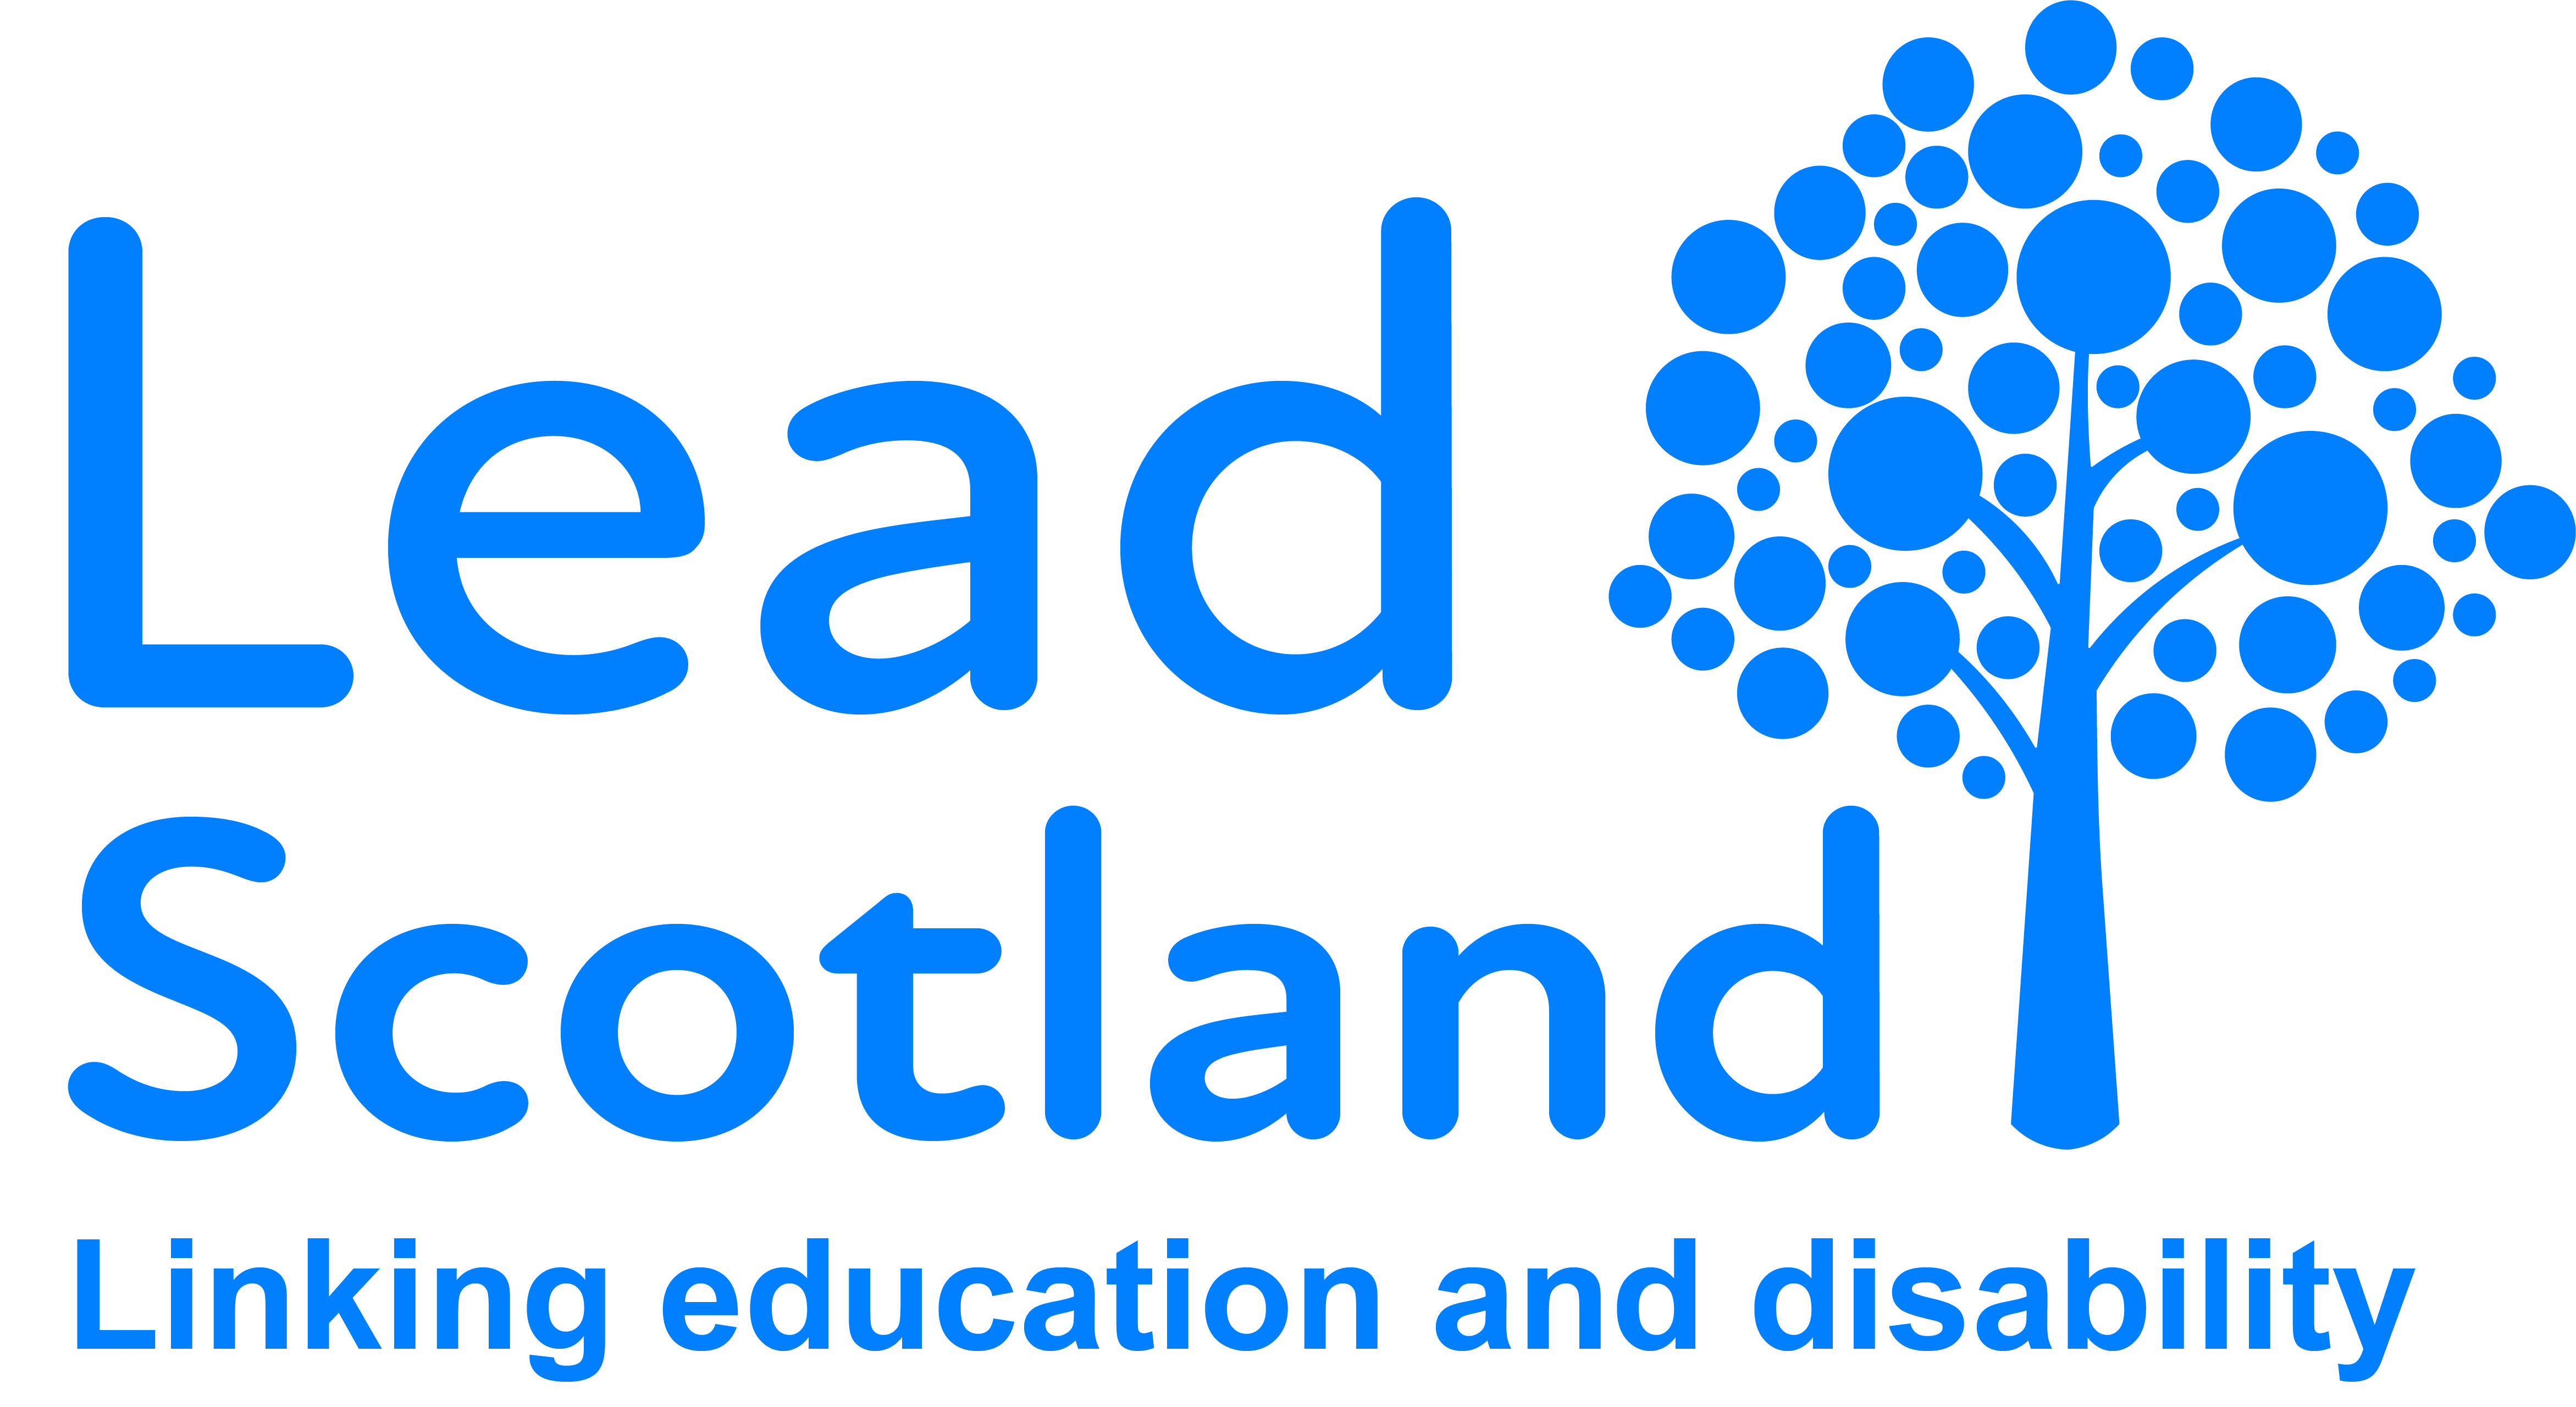 Lead
Scotland
Linking education and disability